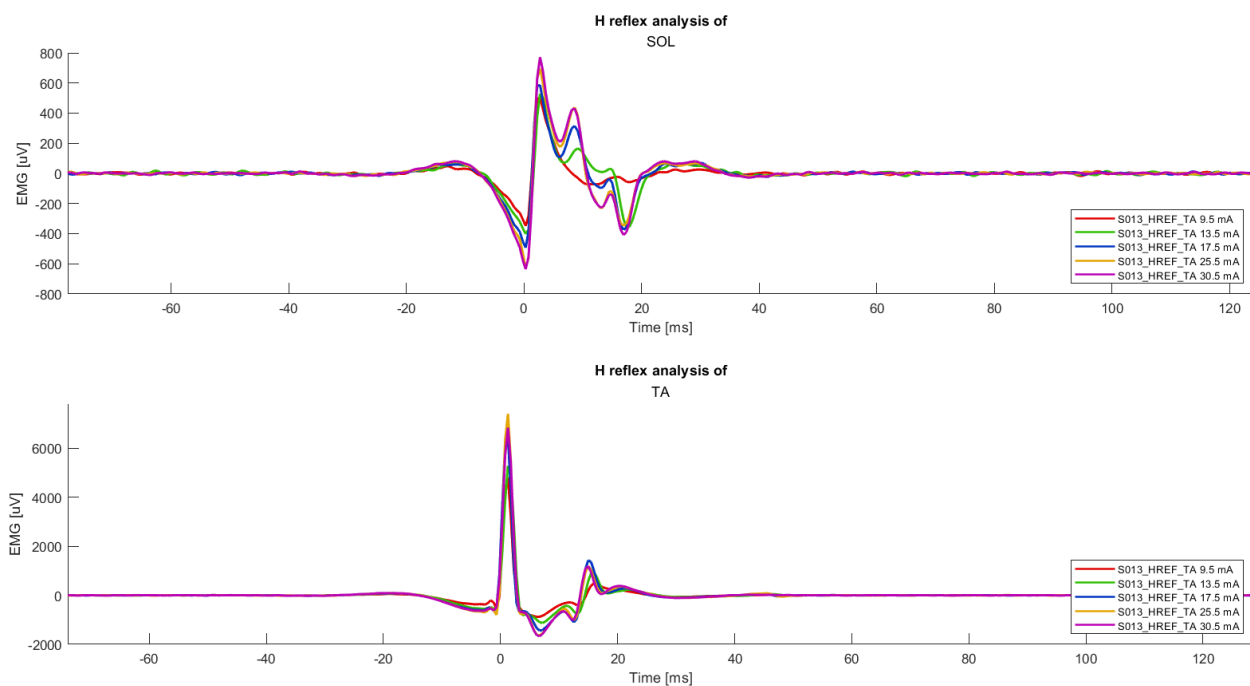 H reflex analysis of
SOL
800
600
400
200
0
-200
-400
-600
-800
EMG [uV]
-60
-40
-20
0
20
40
60
80
100
120
Time [ms]
S013_HREF_TA 9.5 mA
S013_HREF_TA 13.5 mA
S013_HREF_TA 17.5 mA
S013_HREF_TA 25.5 mA
S013_HREF_TA 30.5 mA
H reflex analysis of
TA
6000
4000
2000
0
-2000
EMG [uV]
-60
-40
-20
0
20
40
60
80
100
120
Time [ms]
S013_HREF_TA 9.5 mA
S013_HREF_TA 13.5 mA
S013_HREF_TA 17.5 mA
S013_HREF_TA 25.5 mA
S013_HREF_TA 30.5 mA